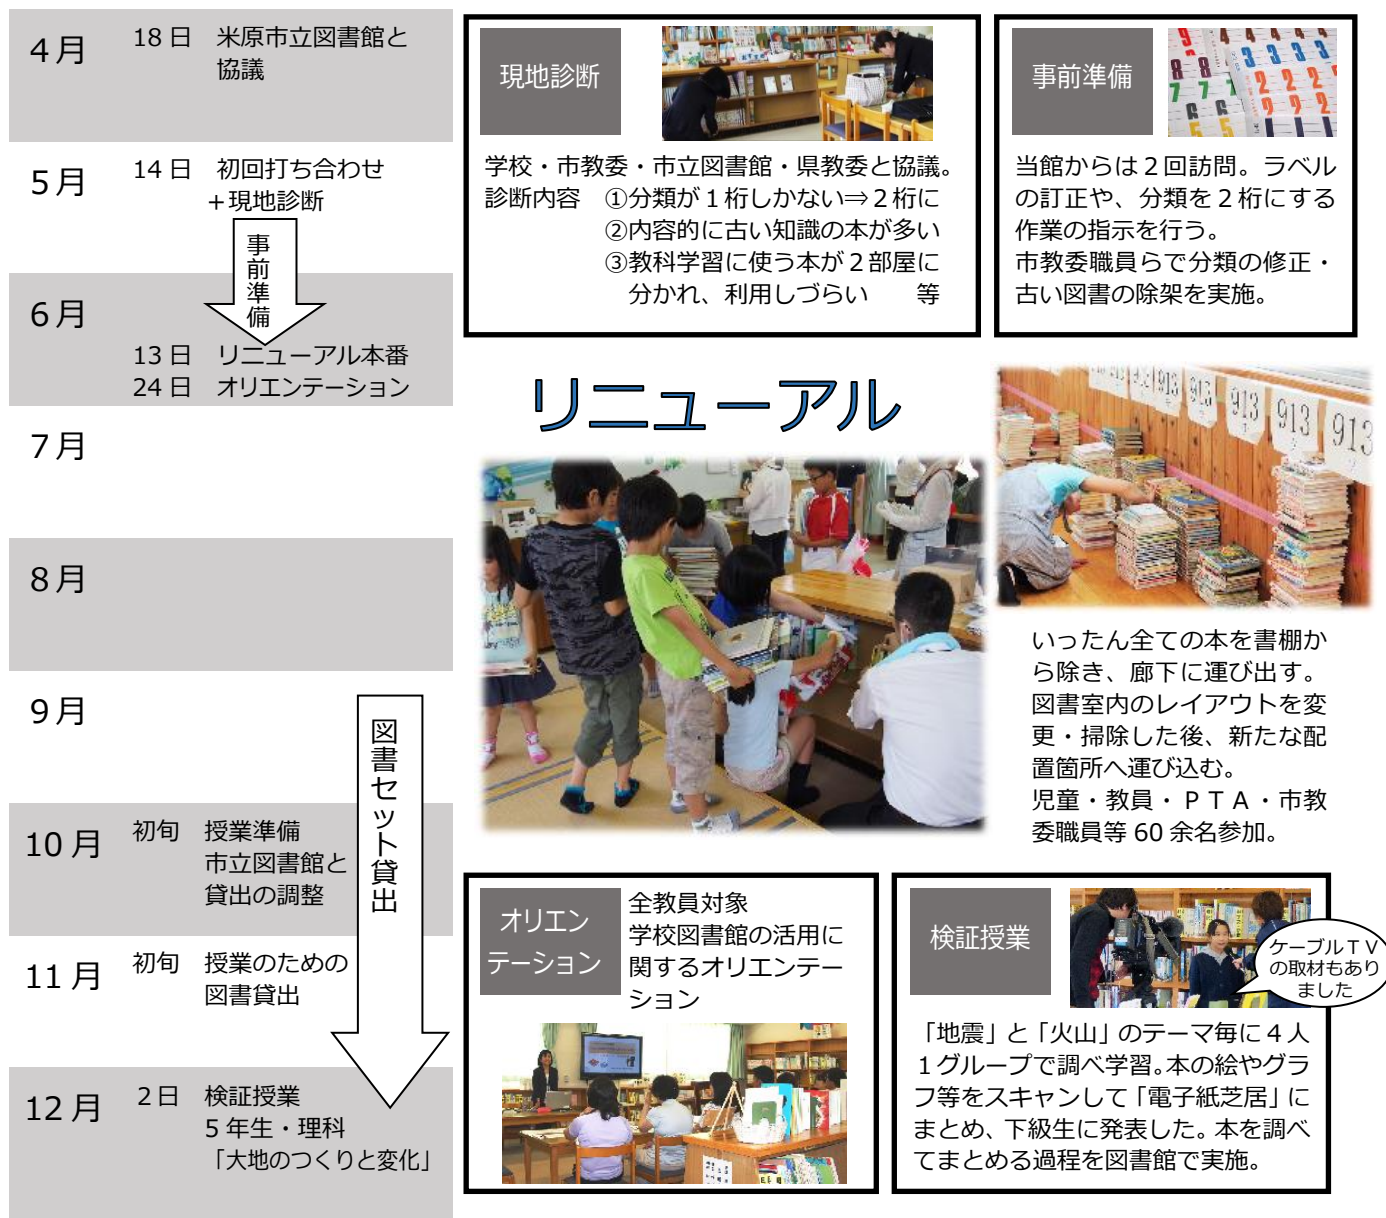 4月
18日 米原市立図書館と
協議
5月
14日 初回打ち合わせ
+現地診断
事前準備
6月
13日 リニューアル本番
24日 オリエンテーション
7月
8月
9月
図書セット貸出
10月
初旬 授業準備
市立図書館と
貸出の調整
11月
初旬 授業のための
図書貸出
12月
2日 検証授業
5年生・理科
「大地のつくりと変化」
現地診断
学校・市教委・市立図書館・県教委と協議。
診断内容 ①分類が1桁しかない⇒2桁に
②内容的に古い知識の本が多い
③教科学習に使う本が2部屋に
分かれ、利用しづらい 等
事前準備
当館からは2回訪問。ラベル
の訂正や、分類を2桁にする
作業の指示を行う。
市教委職員らで分類の修正・
古い図書の除架を実施。
リニューアル
913
913
913
913
913
いったん全ての本を書棚か
ら除き、廊下に運び出す。
図書室内のレイアウトを変
更・掃除した後、新たな配
置箇所へ運び込む。
児童・教員・PTA・市教
委職員等 60 余名参加。
オリエン
テーション
全教員対象
学校図書館の活用に
関するオリエンテー
ション
検証授業
ケーブルTV
の取材もあり
ました
「地震」と「火山」のテーマ毎に4人
1グループで調べ学習。本の絵やグラ
フ等をスキャンして「電子紙芝居」に
まとめ、下級生に発表した。本を調べ
てまとめる過程を図書館で実施。